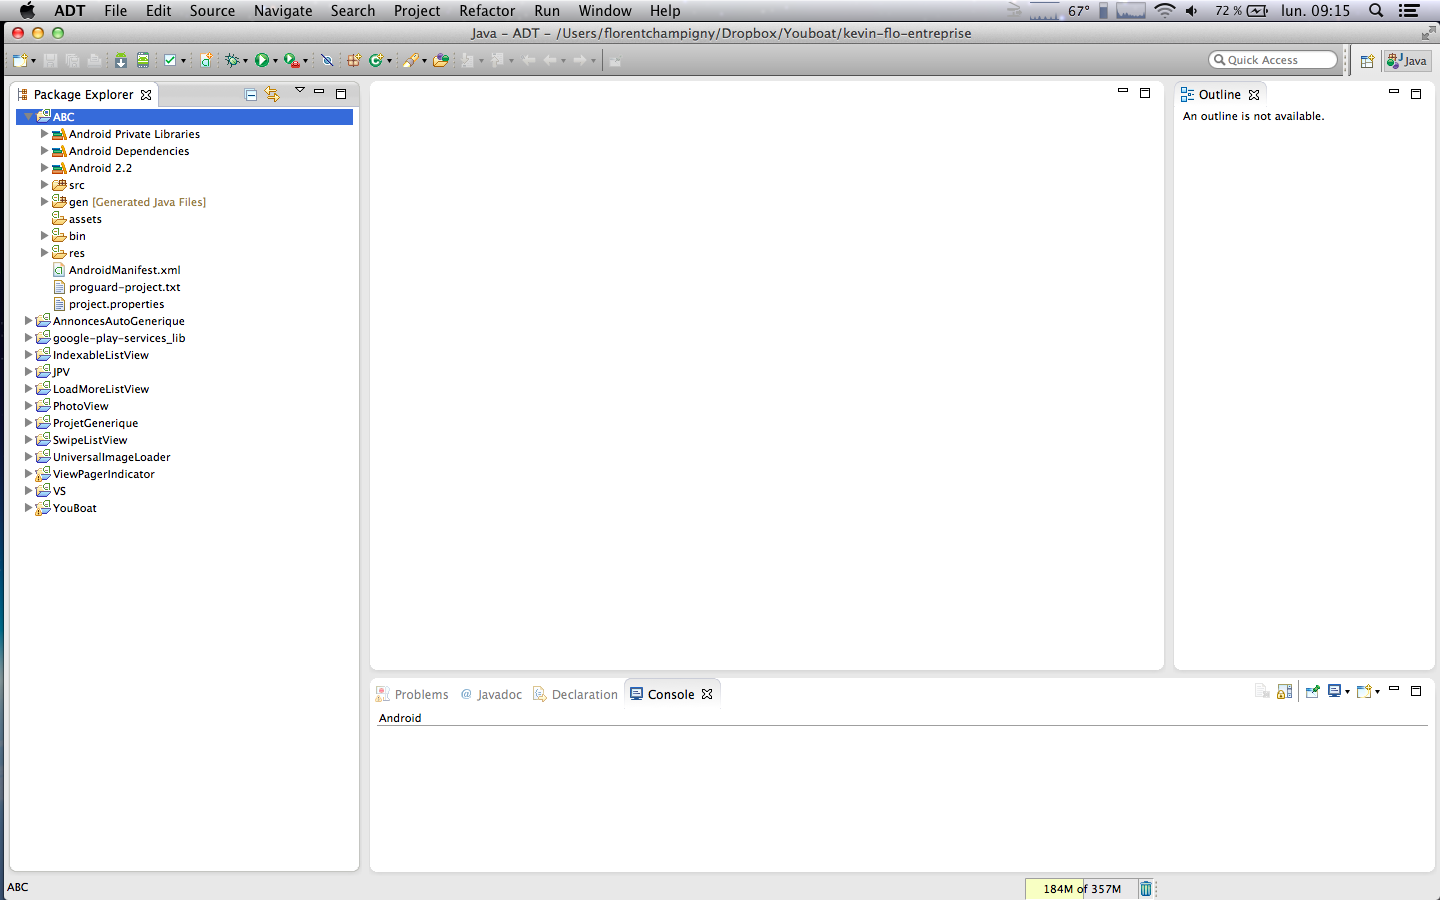 ADT File Edit Source Navigate Search Project Refactor Run Window Help 67° 72 % lun. 09:15
Java - ADT - /Users/florentchampigny/Dropbox/Youboat/kevin-flo-entreprise
Quick Access Java
Package Explorer
ABC
Android Private Libraries
Android Dependencies
Android 2.2
src
gen [Generated Java Files]
assets
bin
res
AndroidManifest.xml
proguard-project.txt
project.properties
AnnoncesAutoGenerique
google-play-services_lib
IndexableListView
JPV
LoadMoreListView
PhotoView
ProjetGenerique
SwipeListView
UniversalImageLoader
ViewPagerIndicator
VS
YouBoat
Outline
An outline is not available.
Problems @ Javadoc Declaration Console
Android
ABC
184M of 357M